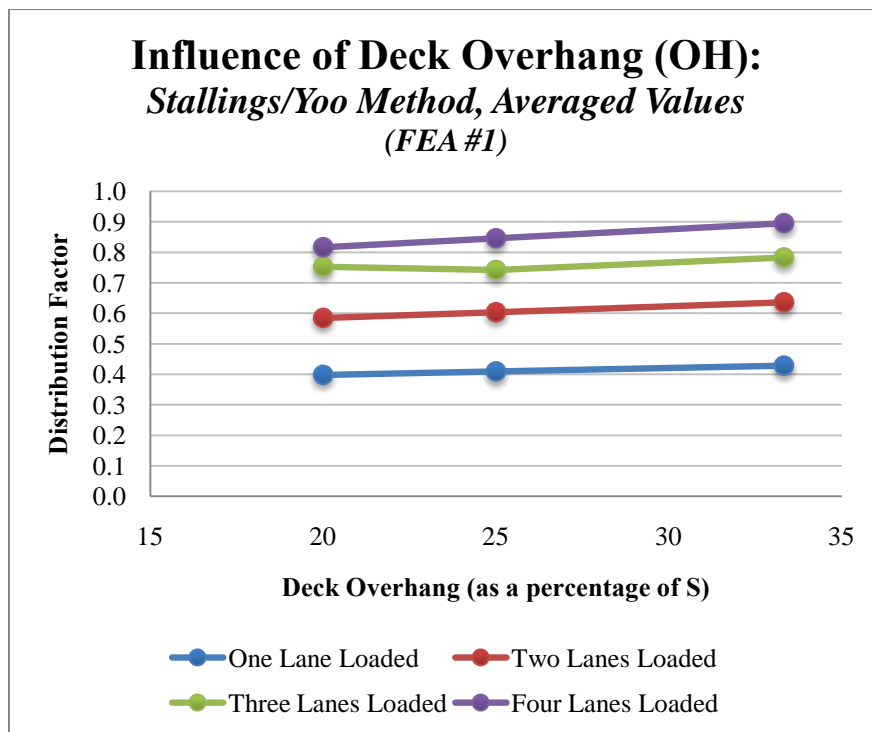 Influence of Deck Overhang (OH):
Stallings/Yoo Method, Averaged Values
(FEA #1)
Distribution Factor
1.0
0.9
0.8
0.7
0.6
0.5
0.4
0.3
0.2
0.1
0.0
15 20 25 30 35
Deck Overhang (as a percentage of S)
One Lane Loaded Two Lanes Loaded
Three Lanes Loaded Four Lanes Loaded